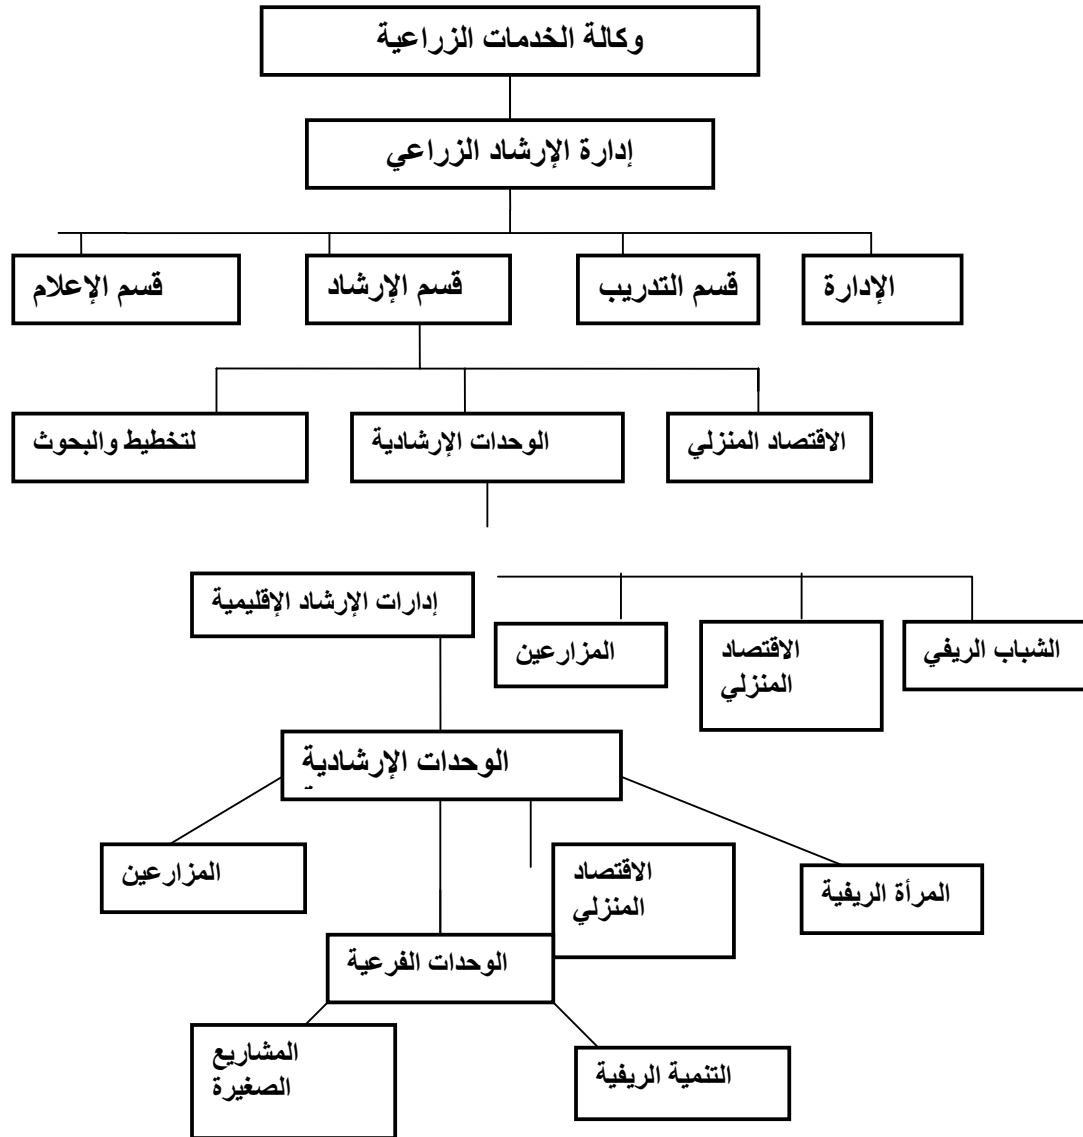 وكالة الخدمات الزراعية
إدارة الإرشاد الزراعي
الإدارة
قسم التدريب
قسم الإرشاد
قسم الإعلام
الاقتصاد المنزلي
الوحدات الإرشادية
لتخطيط والبحوث
إدارات الإرشاد الإقليمية
الشباب الريفي
الاقتصاد
المنزلي
المزارعين
الوحدات الإرشادية
المرأة الريفية
الاقتصاد
المنزلي
المزارعين
الوحدات الفرعية
التنمية الريفية
المشاريع
الصغيرة